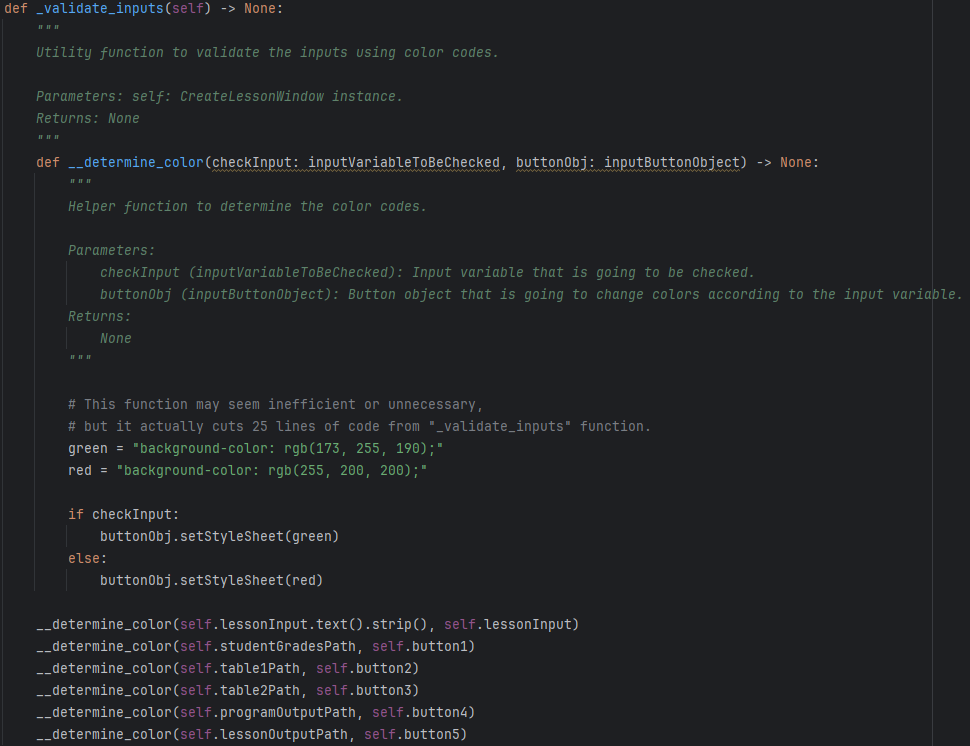 def _validate_inputs(self) -> None:
"""
Utility function to validate the inputs using color codes.
Parameters: self: CreateLessonWindow instance.
Returns: None
"""
def __determine_color(checkInput: inputVariableToBeChecked, buttonObj: inputButtonObject) -> None:
"""
Helper function to determine the color codes.
Parameters:
checkInput (inputVariableToBeChecked): Input variable that is going to be checked.
buttonObj (inputButtonObject): Button object that is going to change colors according to the input variable.
Returns:
None
"""
# This function may seem inefficient or unnecessary,
# but it actually cuts 25 lines of code from "_validate_inputs" function.
green = "background-color: rgb(173, 255, 190);"
red = "background-color: rgb(255, 200, 200);"
if checkInput:
buttonObj.setStyleSheet(green)
else:
buttonObj.setStyleSheet(red)
__determine_color(self.lessonInput.text().strip(), self.lessonInput)
__determine_color(self.studentGradesPath, self.button1)
__determine_color(self.table1Path, self.button2)
__determine_color(self.table2Path, self.button3)
__determine_color(self.programOutputPath, self.button4)
__determine_color(self.lessonOutputPath, self.button5)